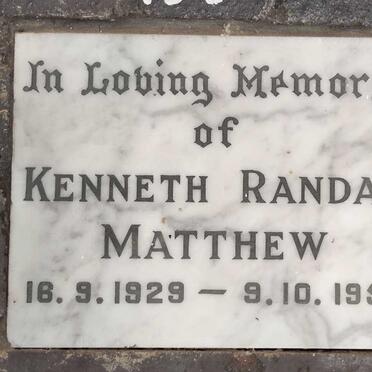 In Loving Memor
of
KENNETH RANDA
MATTHEW
16. 9. 1929 — 9. 10. 19